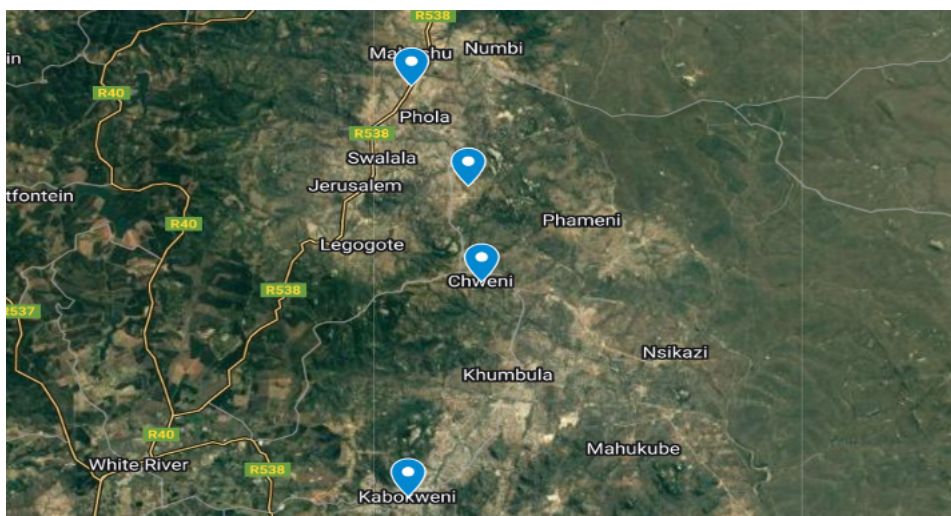 R538
Numbi
in
R40
Phola
R538
Swalala
Jerusalem
tfontein
Phameni
R40
Legogote
Chweni
R538
R537
Nsikazi
Khumbula
R40
Mahukube
White River
R538
Kabokweni